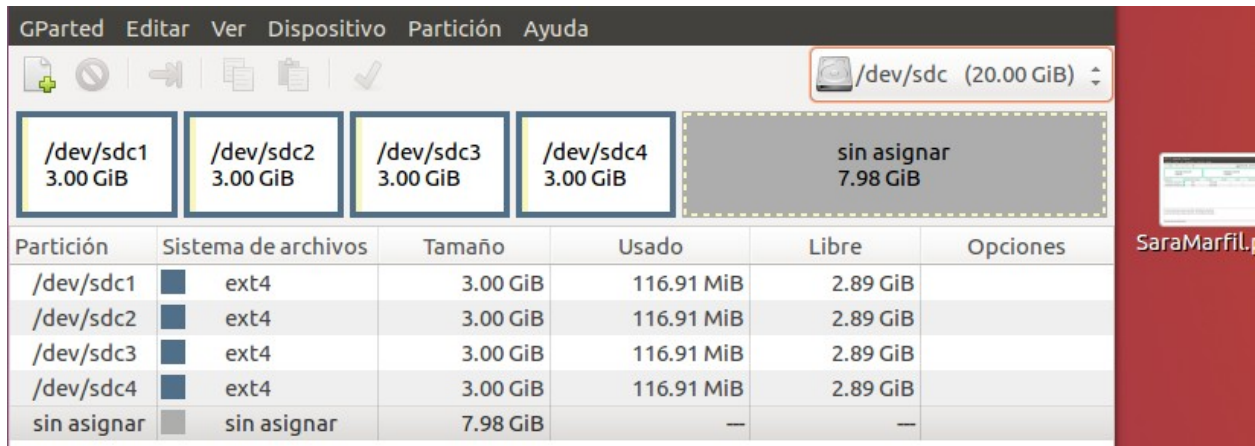 GParted Editar Ver Dispositivo Partición Ayuda
/dev/sdc (20.00 GiB)
/dev/sdc1 /dev/sdc2 /dev/sdc3 /dev/sdc4 sin asignar
3.00 GiB 3.00 GiB 3.00 GiB 3.00 GiB 7.98 GiB
Partición Sistema de archivos Tamaño Usado Libre Opciones
/dev/sdc1 ext4 3.00 GiB 116.91 MiB 2.89 GiB
/dev/sdc2 ext4 3.00 GiB 116.91 MiB 2.89 GiB
/dev/sdc3 ext4 3.00 GiB 116.91 MiB 2.89 GiB
/dev/sdc4 ext4 3.00 GiB 116.91 MiB 2.89 GiB
sin asignar sin asignar 7.98 GiB --- ---
SaraMarfil.p